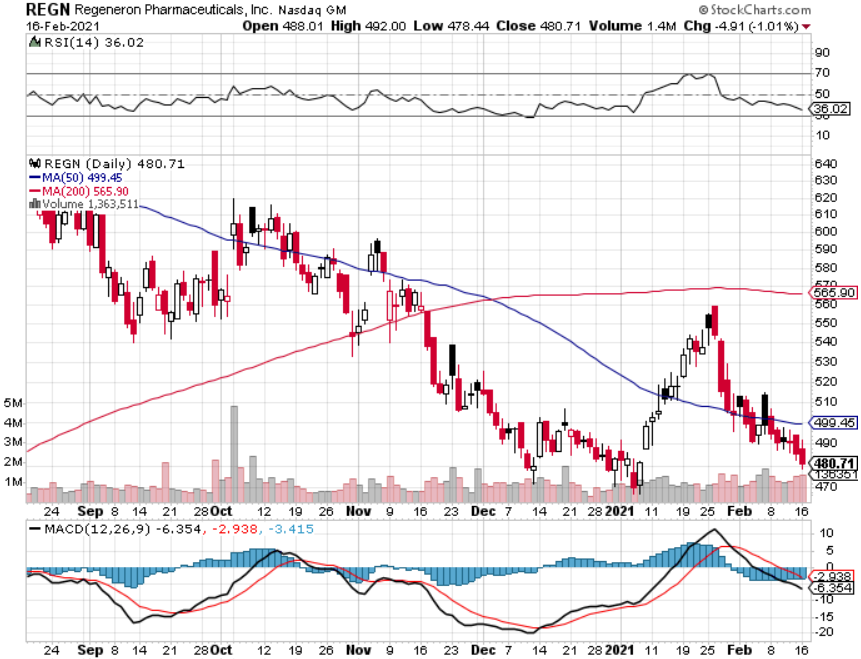 REGN Regeneron Pharmaceuticals, Inc. Nasdaq GM © StockCharts.com
16-Feb-2021 Open 488.01 High 492.00 Low 478.44 Close 480.71 Volume 1.4M Chg -4.91 (-1.01%)
RSI(14) 36.02
90
70
50
36.02
30
10
REGN (Daily) 480.71
MA(50) 499.45
MA(200) 565.90
Volume 1,363,511
640
630
620
610
600
590
580
570
565.90
560
550
540
530
520
510
499.45
490
480.71
1363511
470
5M
4M
3M
2M
1M
24 Sep 8 14 21 28 Oct 12 19 26 Nov 9 16 23 Dec 7 14 21 28 2021 11 19 25 Feb 8 16
MACD(12,26,9) -6.354, -2.938, -3.415
10
5
0
-2.938
-6.354
-10
-15
-20
24 Sep 8 14 21 28 Oct 12 19 26 Nov 9 16 23 Dec 7 14 21 28 2021 11 19 25 Feb 8 16